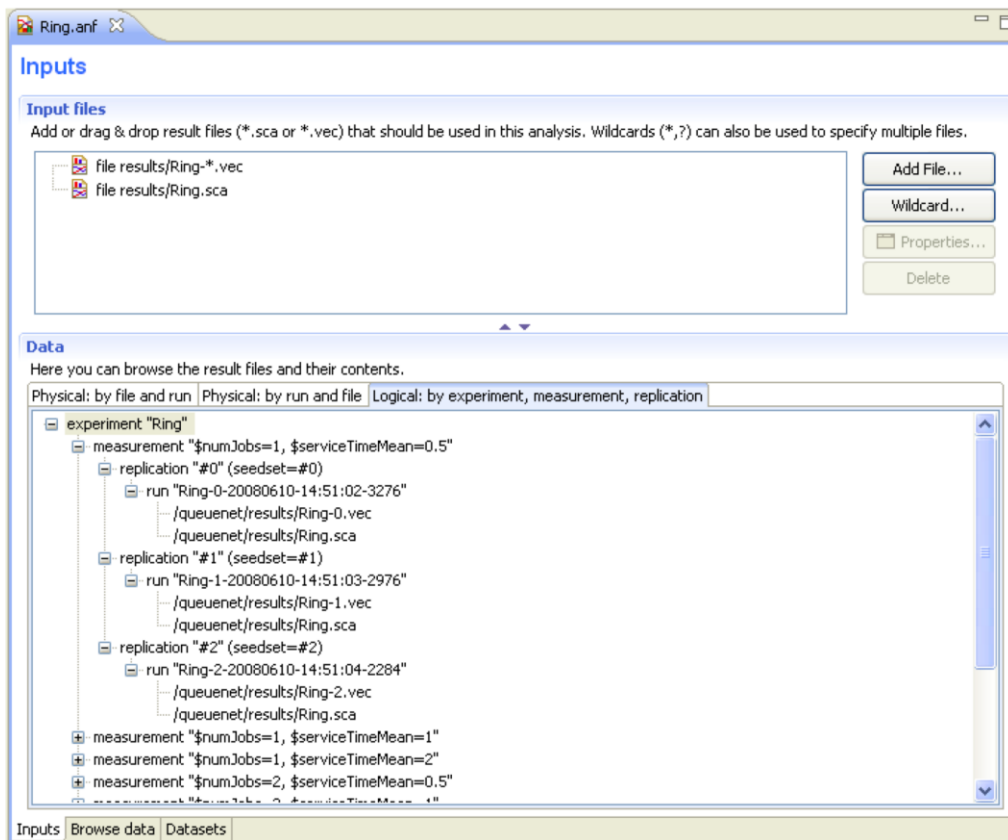 Ring.anf
Inputs
Input files
Add or drag & drop result files (*.sca or *.vec) that should be used in this analysis. Wildcards (*,?) can also be used to specify multiple files.
file results/Ring-*.vec
file results/Ring.sca
Add File...
Wildcard...
Properties...
Delete
Data
Here you can browse the result files and their contents.
Physical: by file and run Physical: by run and file Logical: by experiment, measurement, replication
experiment "Ring"
measurement "$numJobs=1, $serviceTimeMean=0.5"
replication "#0" (seedset=#0)
run "Ring-0-20080610-14:51:02-3276"
/queuenet/results/Ring-0.vec
/queuenet/results/Ring.sca
replication "#1" (seedset=#1)
run "Ring-1-20080610-14:51:03-2976"
/queuenet/results/Ring-1.vec
/queuenet/results/Ring.sca
replication "#2" (seedset=#2)
run "Ring-2-20080610-14:51:04-2284"
/queuenet/results/Ring-2.vec
/queuenet/results/Ring.sca
measurement "$numJobs=1, $serviceTimeMean=1"
measurement "$numJobs=1, $serviceTimeMean=2"
measurement "$numJobs=2, $serviceTimeMean=0.5"
Inputs Browse data Datasets